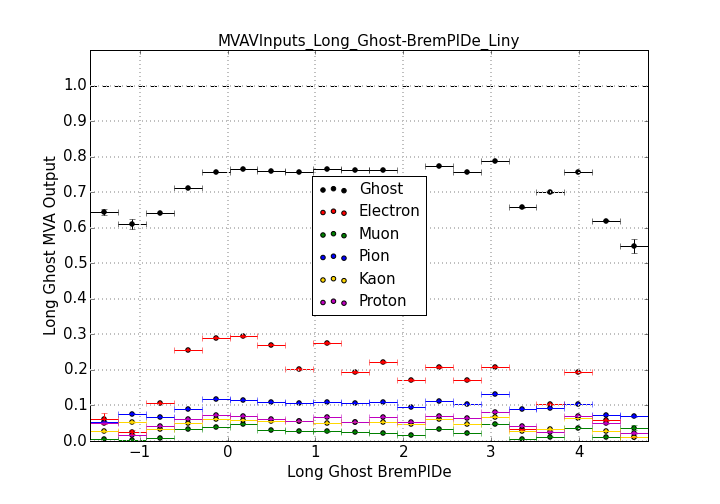 MVAVInputs_Long_Ghost-BremPIDe_Liny
Long Ghost MVA Output
1.0
0.9
0.8
0.7
0.6
0.5
0.4
0.3
0.2
0.1
0.0
Ghost
Electron
Muon
Pion
Kaon
Proton
−1 0 1 2 3 4
Long Ghost BremPIDe